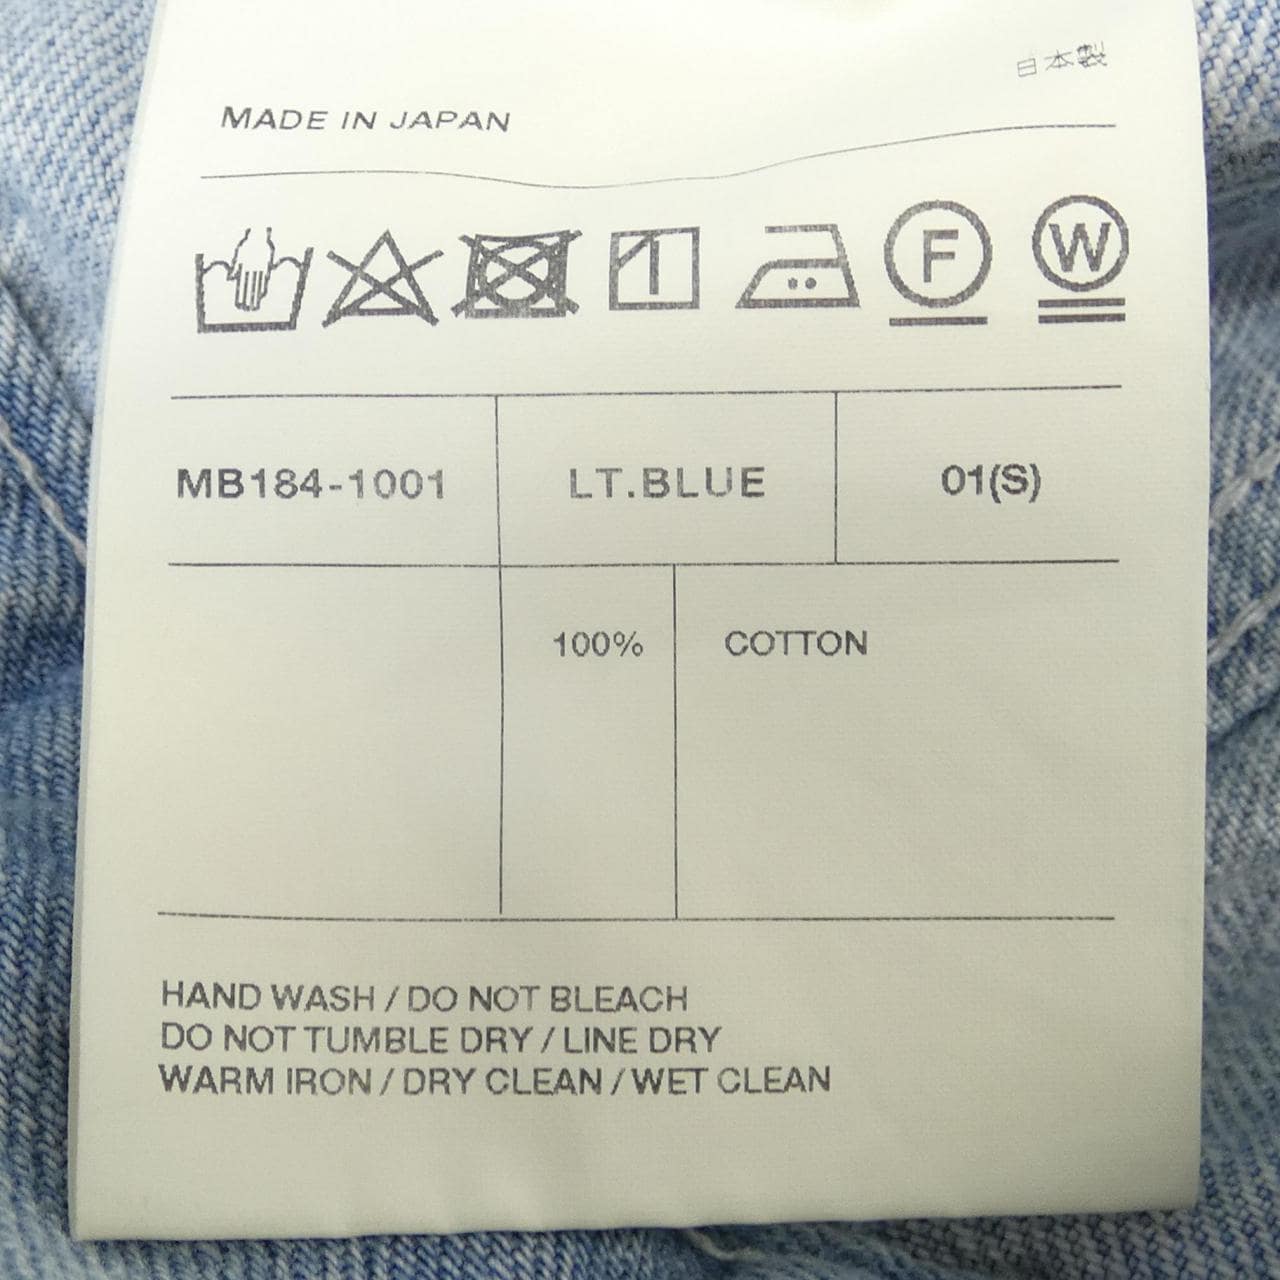 日本製
MADE IN JAPAN
F W
MB184-1001 LT.BLUE 01(S)
100% COTTON
HAND WASH / DO NOT BLEACH
DO NOT TUMBLE DRY / LINE DRY
WARM IRON / DRY CLEAN / WET CLEAN